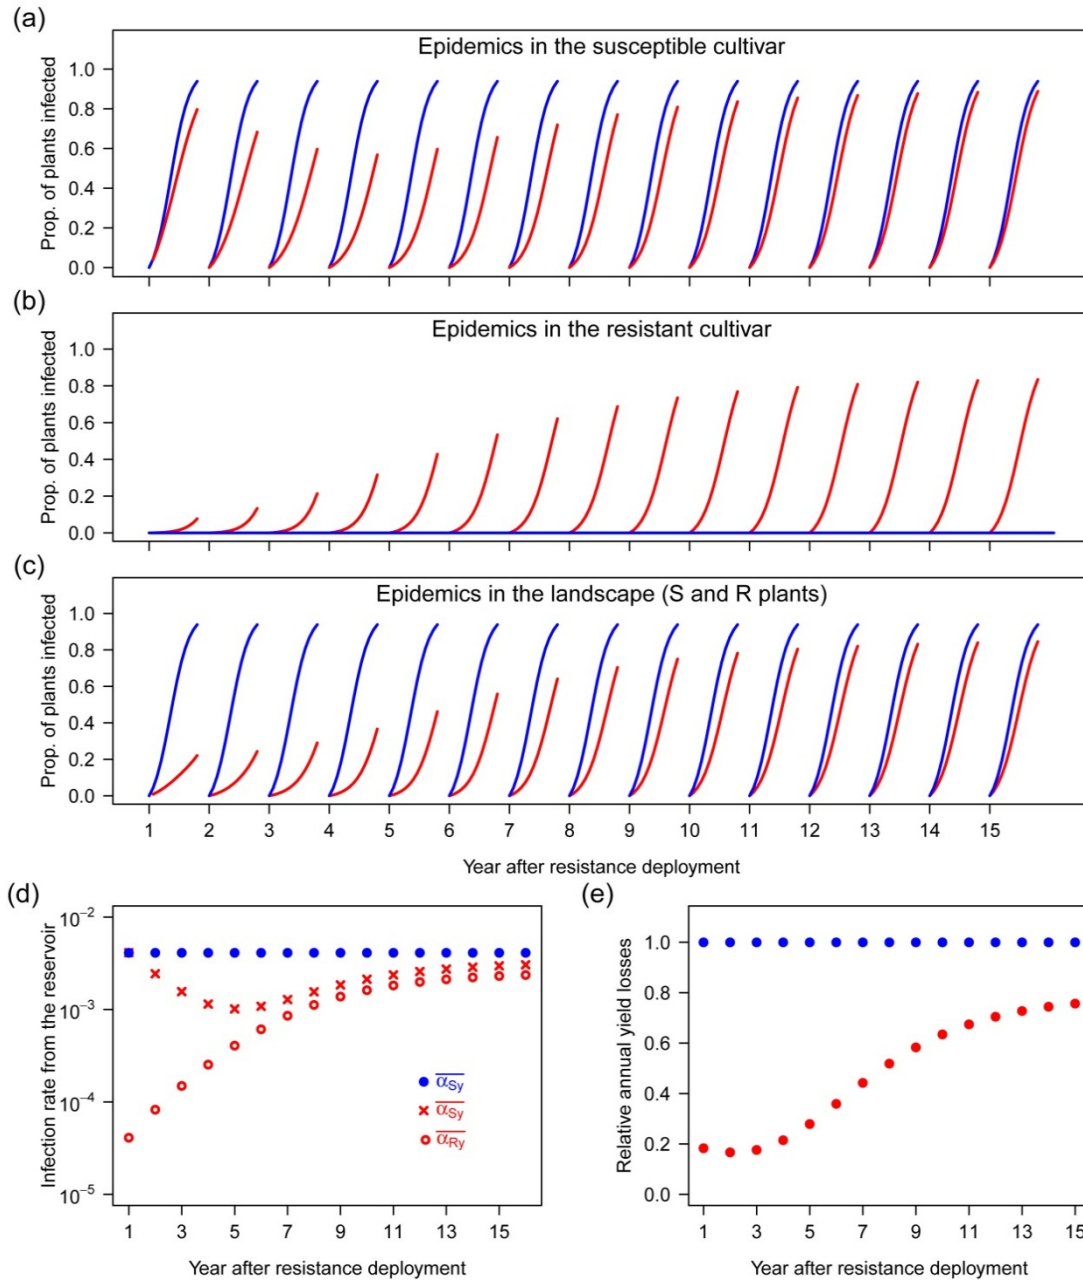 (a)
Epidemics in the susceptible cultivar
Prop. of plants infected
1.0
0.8
0.6
0.4
0.2
0.0
(b)
Epidemics in the resistant cultivar
Prop. of plants infected
1.0
0.8
0.6
0.4
0.2
0.0
(c)
Epidemics in the landscape (S and R plants)
Prop. of plants infected
1.0
0.8
0.6
0.4
0.2
0.0
1 2 3 4 5 6 7 8 9 10 11 12 13 14 15
Year after resistance deployment
(d)
Infection rate from the reservoir
10⁻²
10⁻³
10⁻⁴
10⁻⁵
α̅S̅y̅
α̅S̅y̅
α̅R̅y̅
1 3 5 7 9 11 13 15
Year after resistance deployment
(e)
Relative annual yield losses
1.0
0.8
0.6
0.4
0.2
0.0
1 3 5 7 9 11 13 15
Year after resistance deployment